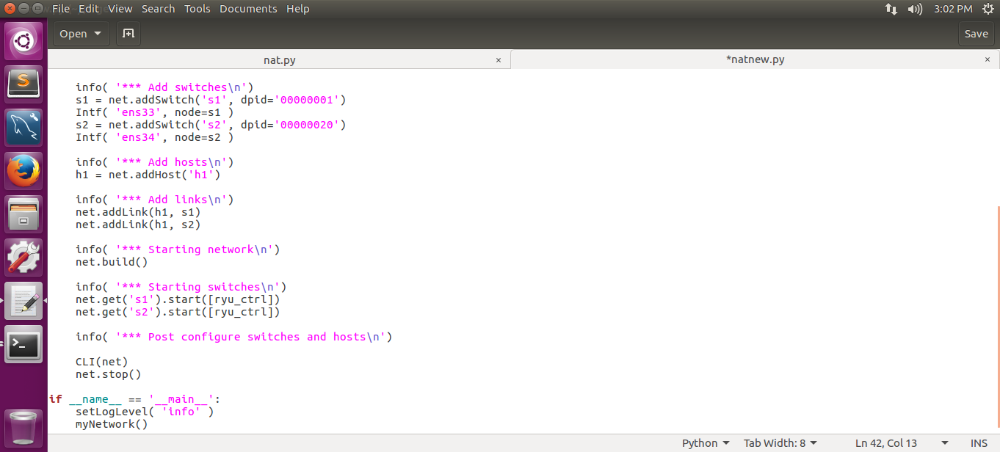 File Edit View Search Tools Documents Help
3:02 PM
Open
Save
nat.py ×
*natnew.py ×
info( '*** Add switches\n')
s1 = net.addSwitch('s1', dpid='00000001')
Intf( 'ens33', node=s1 )
s2 = net.addSwitch('s2', dpid='00000020')
Intf( 'ens34', node=s2 )
info( '*** Add hosts\n')
h1 = net.addHost('h1')
info( '*** Add links\n')
net.addLink(h1, s1)
net.addLink(h1, s2)
info( '*** Starting network\n')
net.build()
info( '*** Starting switches\n')
net.get('s1').start([ryu_ctrl])
net.get('s2').start([ryu_ctrl])
info( '*** Post configure switches and hosts\n')
CLI(net)
net.stop()
if __name__ == '__main__':
setLogLevel( 'info' )
myNetwork()
Python Tab Width: 8 Ln 42, Col 13 INS